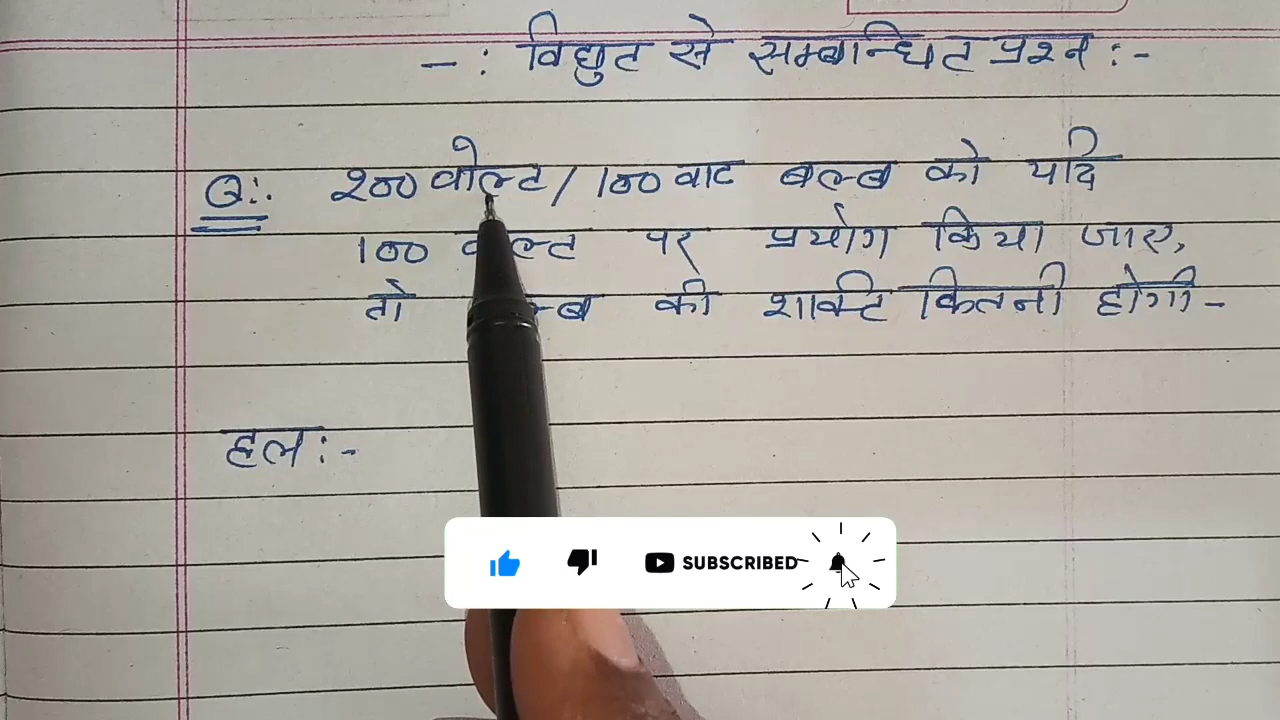 -: विद्युत से सम्बन्धित प्रश्न :-
Q:. 200 वोल्ट/100 वाट बल्ब को यदि
100 पर प्रयोग किया जाए,
तो की शक्ति कितनी होगी-
हल:-
SUBSCRIBED